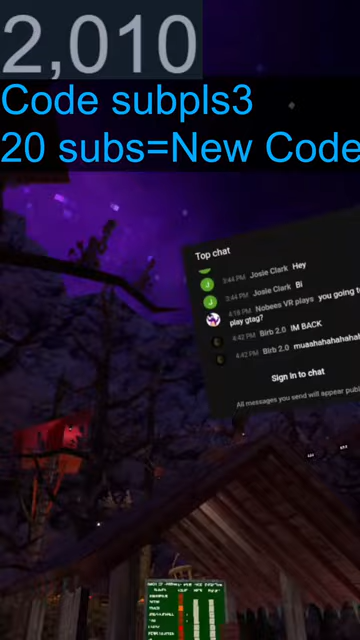 2,010
Code subpls3
20 subs=New Code
Top chat
3:44 PM Josie Clark Hey
3:44 PM Josie Clark Bi
4:18 PM Nobees VR plays you going to
play gtag?
4:42 PM Birb 2.0 IM BACK
4:42 PM Birb 2.0 muaahahahahah
Sign in to chat
All messages you send will appear publ